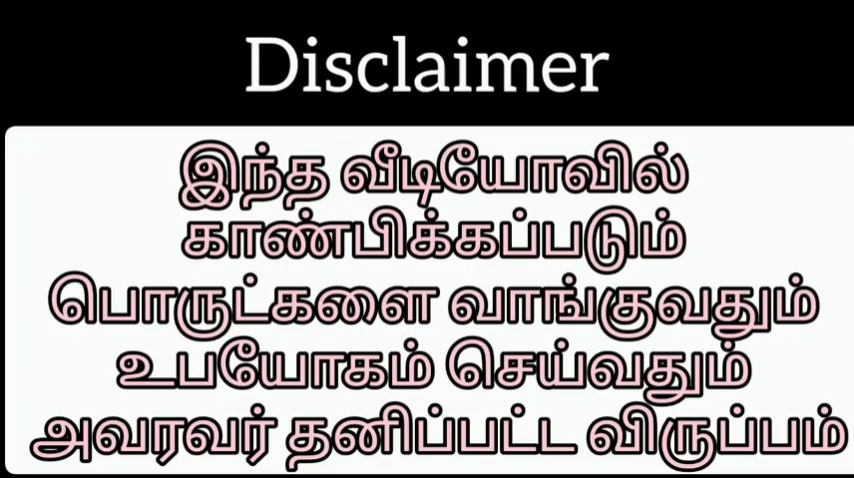 Disclaimer
இந்த வீடியோவில்
காண்பிக்கப்படும்
பொருட்களை வாங்குவதும்
உபயோகம் செய்வதும்
அவரவர் தனிப்பட்ட விருப்பம்